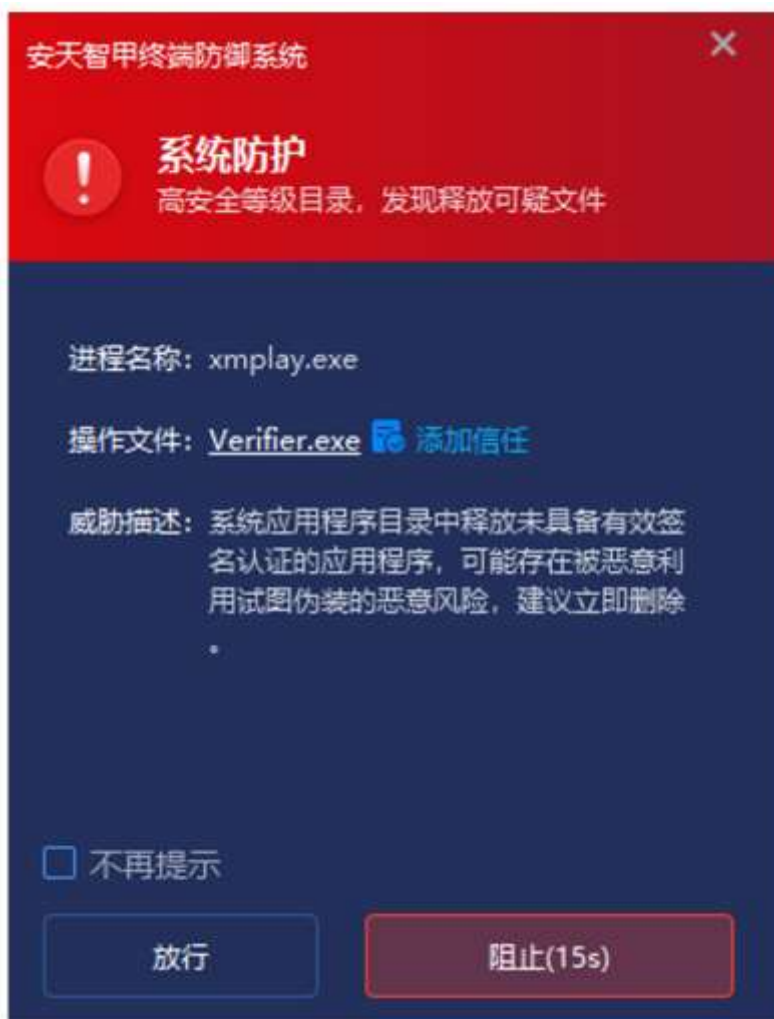 安天智甲终端防御系统
系统防护
高安全等级目录，发现释放可疑文件
进程名称：xmplay.exe
操作文件：Verifier.exe 添加信任
威胁描述：系统应用程序目录中释放未具备有效签
名认证的应用程序，可能存在被恶意利
用试图伪装的恶意风险，建议立即删除
。
不再提示
放行
阻止(15s)